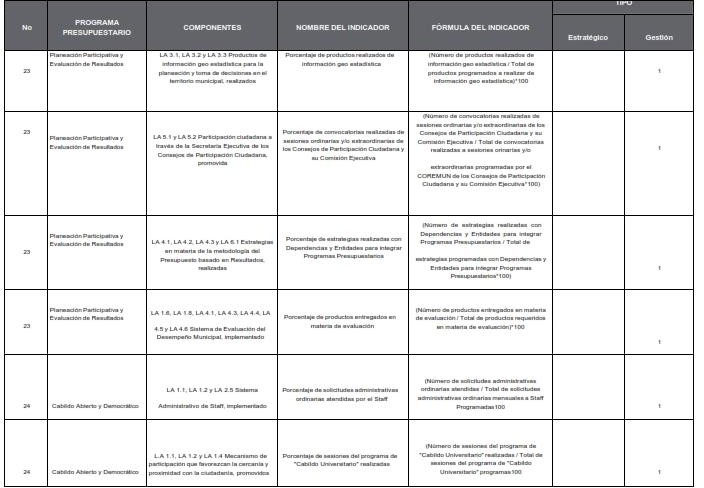 TIPO
No
PROGRAMA
PRESUPUESTARIO
COMPONENTES
NOMBRE DEL INDICADOR
FÓRMULA DEL INDICADOR
Estratégico
Gestión
23
Planeación Participativa y
Evaluación de Resultados
LA 3.1, LA 3.2 y LA 3.3 Productos de
información geo estadística para la
planeación y toma de decisiones en el
territorio municipal, realizados
Porcentaje de productos realizados de
información geo estadística
(Número de productos realizados de
información geo estadística / Total de
productos programados a realizar de
información geo estadística)*100
1
23
Planeación Participativa y
Evaluación de Resultados
LA 5.1 y LA 5.2 Participación ciudadana a
través de la Secretaría Ejecutiva de los
Consejos de Participación Ciudadana,
promovida
Porcentaje de convocatorias realizadas de
sesiones ordinarias y/o extraordinarias de
los Consejos de Participación Ciudadana y
su Comisión Ejecutiva
(Número de convocatorias realizadas de
sesiones ordinarias y/o extraordinarias de los
Consejos de Participación Ciudadana y su
Comisión Ejecutiva / Total de convocatorias
realizadas a sesiones orinarias y/o
extraordinarias programadas por el
COREMUN de los Consejos de Participación
Ciudadana y su Comisión Ejecutiva*100)
1
23
Planeación Participativa y
Evaluación de Resultados
LA 4.1, LA 4.2, LA 4.3 y LA 6.1 Estrategias
en materia de la metodología del
Presupuesto basado en Resultados,
realizadas
Porcentaje de estrategias realizadas con
Dependencias y Entidades para integrar
Programas Presupuestarios
(Número de estrategias realizadas con
Dependencias y Entidades para integrar
Programas Presupuestarios / Total de
estrategias programadas con Dependencias y
Entidades para integrar Programas
Presupuestarios*100)
1
23
Planeación Participativa y
Evaluación de Resultados
LA 1.6, LA 1.8, LA 4.1, LA 4.3, LA 4.4, LA
4.5 y LA 4.6 Sistema de Evaluación del
Desempeño Municipal, implementado
Porcentaje de productos entregados en
materia de evaluación
(Número de productos entregados en materia
de evaluación / Total de productos requeridos
en materia de evaluación)*100
1
24
Cabildo Abierto y Democrático
LA 1.1, LA 1.2 y LA 2.5 Sistema
Administrativo de Staff, implementado
Porcentaje de solicitudes administrativas
ordinarias atendidas por el Staff
(Número de solicitudes administrativas
ordinarias atendidas / Total de solicitudes
administrativas ordinarias mensuales a Staff
Programadas100
1
24
Cabildo Abierto y Democrático
L.A 1.1, LA 1.2 y LA 1.4 Mecanismo de
participación que favorezcan la cercanía y
proximidad con la ciudadanía, promovidos
Porcentaje de sesiones del programa de
"Cabildo Universitario" realizadas
(Número de sesiones del programa de
"Cabildo Universitario" realizadas / Total de
sesiones del programa de "Cabildo
Universitario" programas100
1